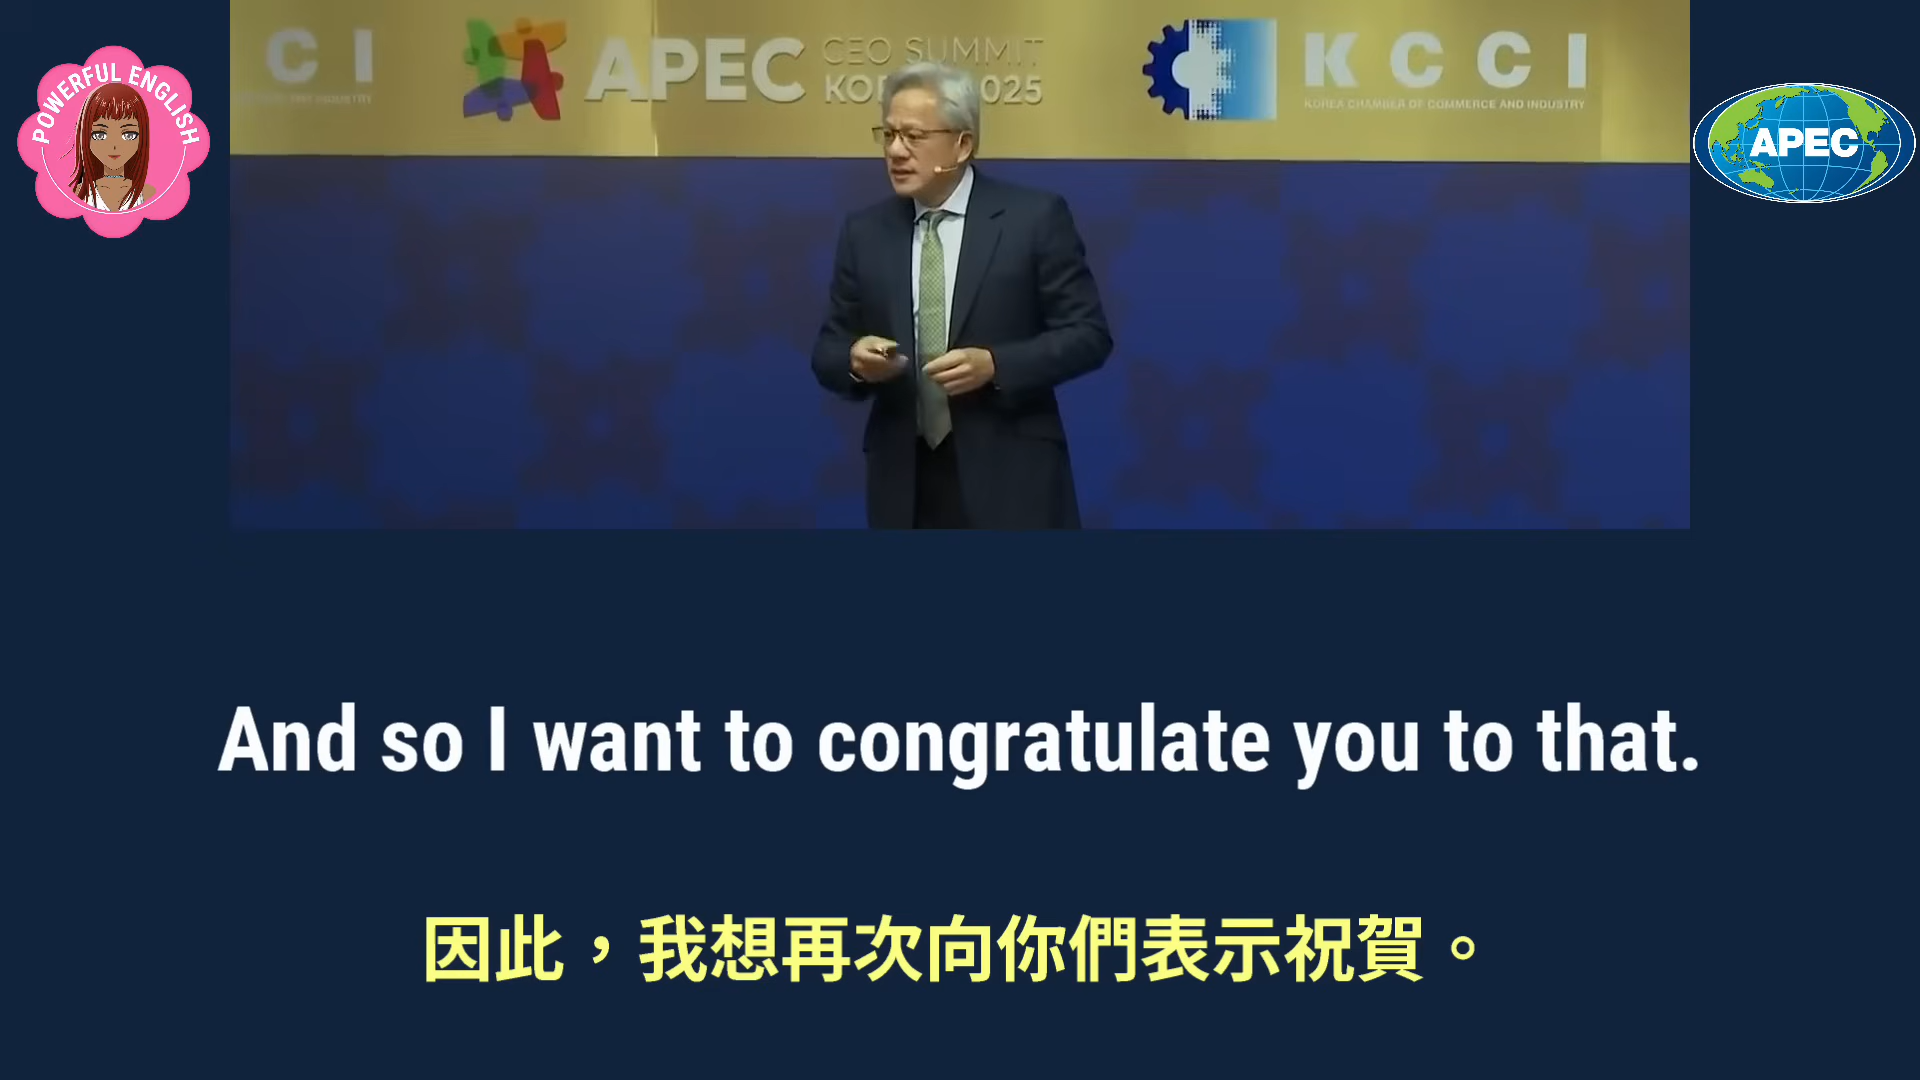 POWERFUL ENGLISH
C I
APEC
CEO SUMMIT
KCCI
KOREA CHAMBER OF COMMERCE AND INDUSTRY
APEC
And so I want to congratulate you to that.
因此，我想再次向你們表示祝賀。